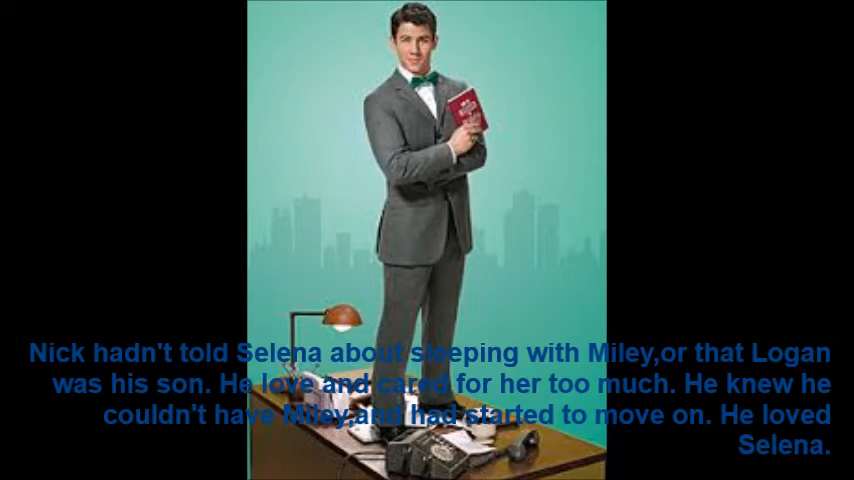 Nick hadn't told Selena about sleeping with Miley,or that Logan
was his son. He love and cared for her too much. He knew he
couldn't have Miley,and had started to move on. He loved
Selena.